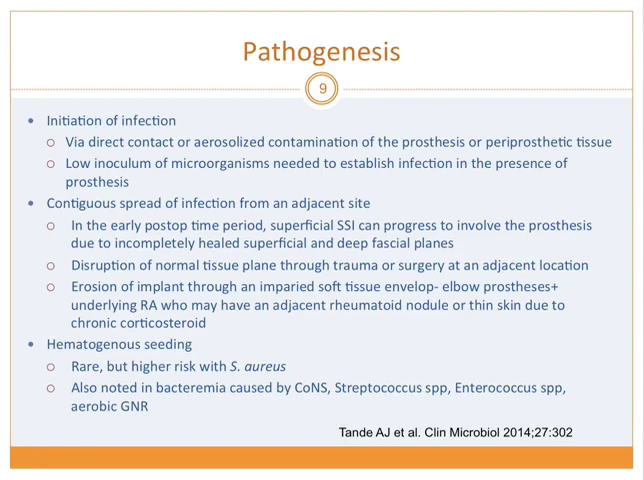 Pathogenesis
9
• Initiation of infection
○ Via direct contact or aerosolized contamination of the prosthesis or periprosthetic tissue
○ Low inoculum of microorganisms needed to establish infection in the presence of
prosthesis
• Contiguous spread of infection from an adjacent site
○ In the early postop time period, superficial SSI can progress to involve the prosthesis
due to incompletely healed superficial and deep fascial planes
○ Disruption of normal tissue plane through trauma or surgery at an adjacent location
○ Erosion of implant through an imparied soft tissue envelop- elbow prostheses+
underlying RA who may have an adjacent rheumatoid nodule or thin skin due to
chronic corticosteroid
• Hematogenous seeding
○ Rare, but higher risk with S. aureus
○ Also noted in bacteremia caused by CoNS, Streptococcus spp, Enterococcus spp,
aerobic GNR
Tande AJ et al. Clin Microbiol 2014;27:302